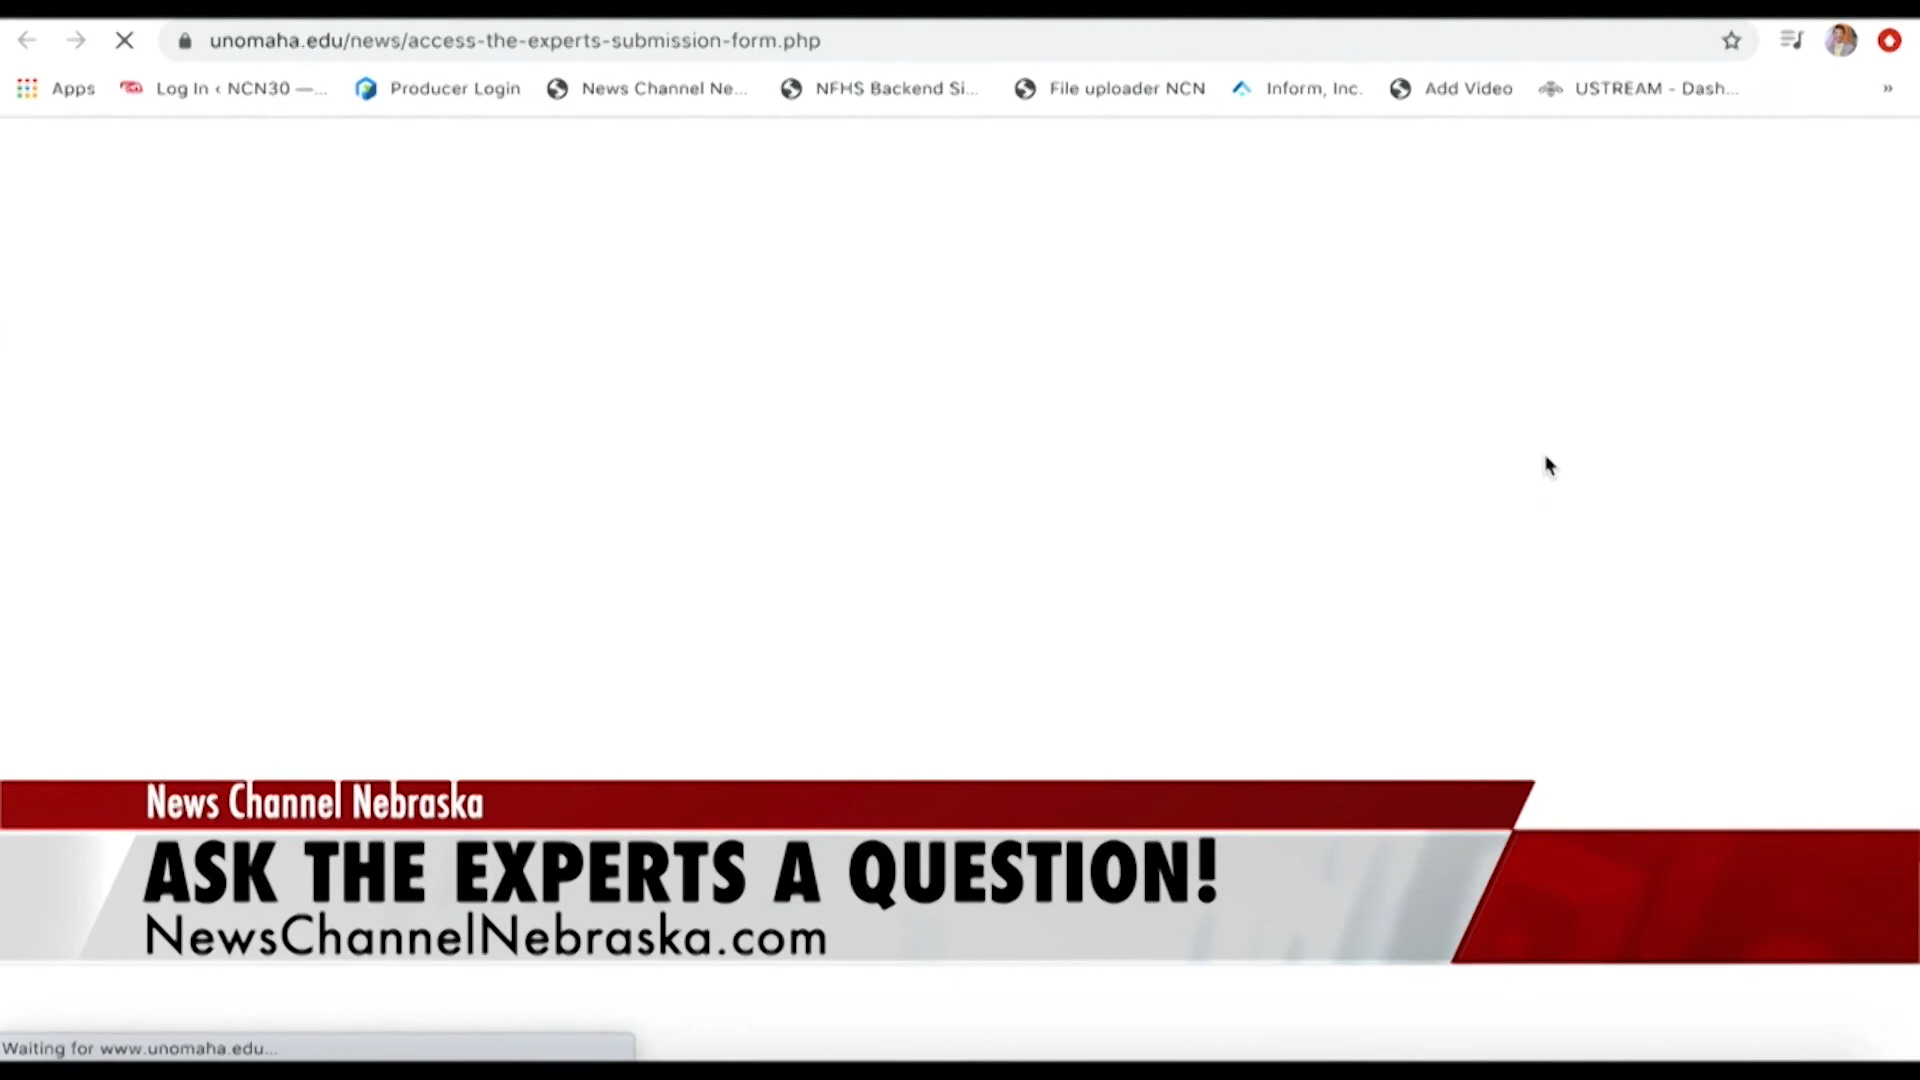 unomaha.edu/news/access-the-experts-submission-form.php
Apps Log In ‹ NCN30 —... Producer Login News Channel Ne... NFHS Backend Si... File uploader NCN Inform, Inc. Add Video USTREAM - Dash... »
News Channel Nebraska
ASK THE EXPERTS A QUESTION!
NewsChannelNebraska.com
Waiting for www.unomaha.edu...